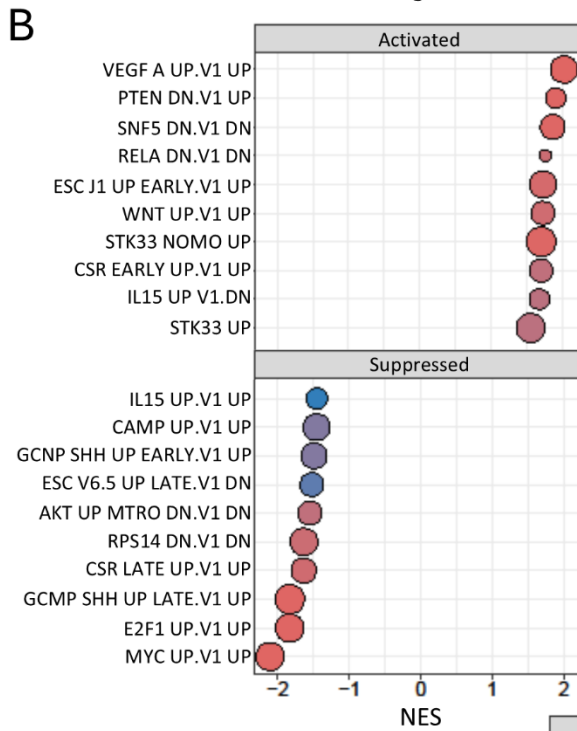 B
Activated
VEGF A UP.V1 UP
PTEN DN.V1 UP
SNF5 DN.V1 DN
RELA DN.V1 DN
ESC J1 UP EARLY.V1 UP
WNT UP.V1 UP
STK33 NOMO UP
CSR EARLY UP.V1 UP
IL15 UP V1.DN
STK33 UP
Suppressed
IL15 UP.V1 UP
CAMP UP.V1 UP
GCNP SHH UP EARLY.V1 UP
ESC V6.5 UP LATE.V1 DN
AKT UP MTRO DN.V1 DN
RPS14 DN.V1 DN
CSR LATE UP.V1 UP
GCMP SHH UP LATE.V1 UP
E2F1 UP.V1 UP
MYC UP.V1 UP
−2 −1 0 1 2
NES